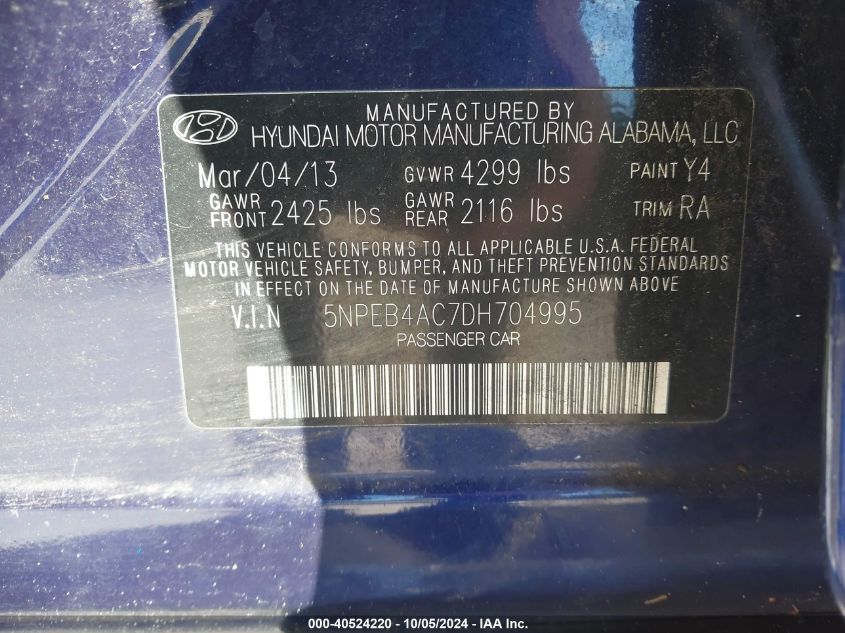 MANUFACTURED BY
HYUNDAI MOTOR MANUFACTURING ALABAMA, LLC
Mar/04/13 GVWR 4299 lbs PAINT Y4
GAWR FRONT 2425 lbs GAWR REAR 2116 lbs TRIM RA
THIS VEHICLE CONFORMS TO ALL APPLICABLE U.S.A. FEDERAL
MOTOR VEHICLE SAFETY, BUMPER, AND THEFT PREVENTION STANDARDS
IN EFFECT ON THE DATE OF MANUFACTURE SHOWN ABOVE
V.I.N 5NPEB4AC7DH704995
PASSENGER CAR
000-40524220 - 10/05/2024 - IAA Inc.